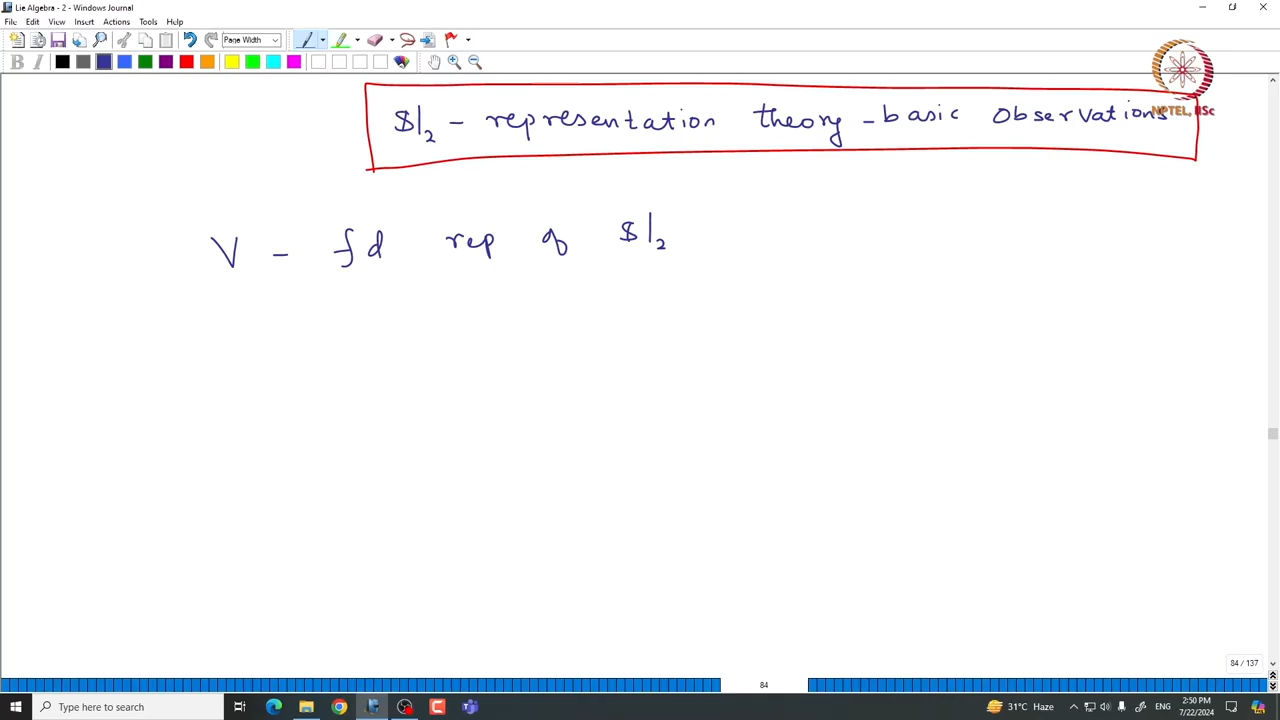 Lie Algebra - 2 - Windows Journal
File Edit View Insert Actions Tools Help
Page Width
B I
NPTEL, IISc
$l₂ - representation theory - basic observations
V - fd rep of $l₂
84 / 137
84
Type here to search
31°C Haze
ENG
2:50 PM
7/22/2024